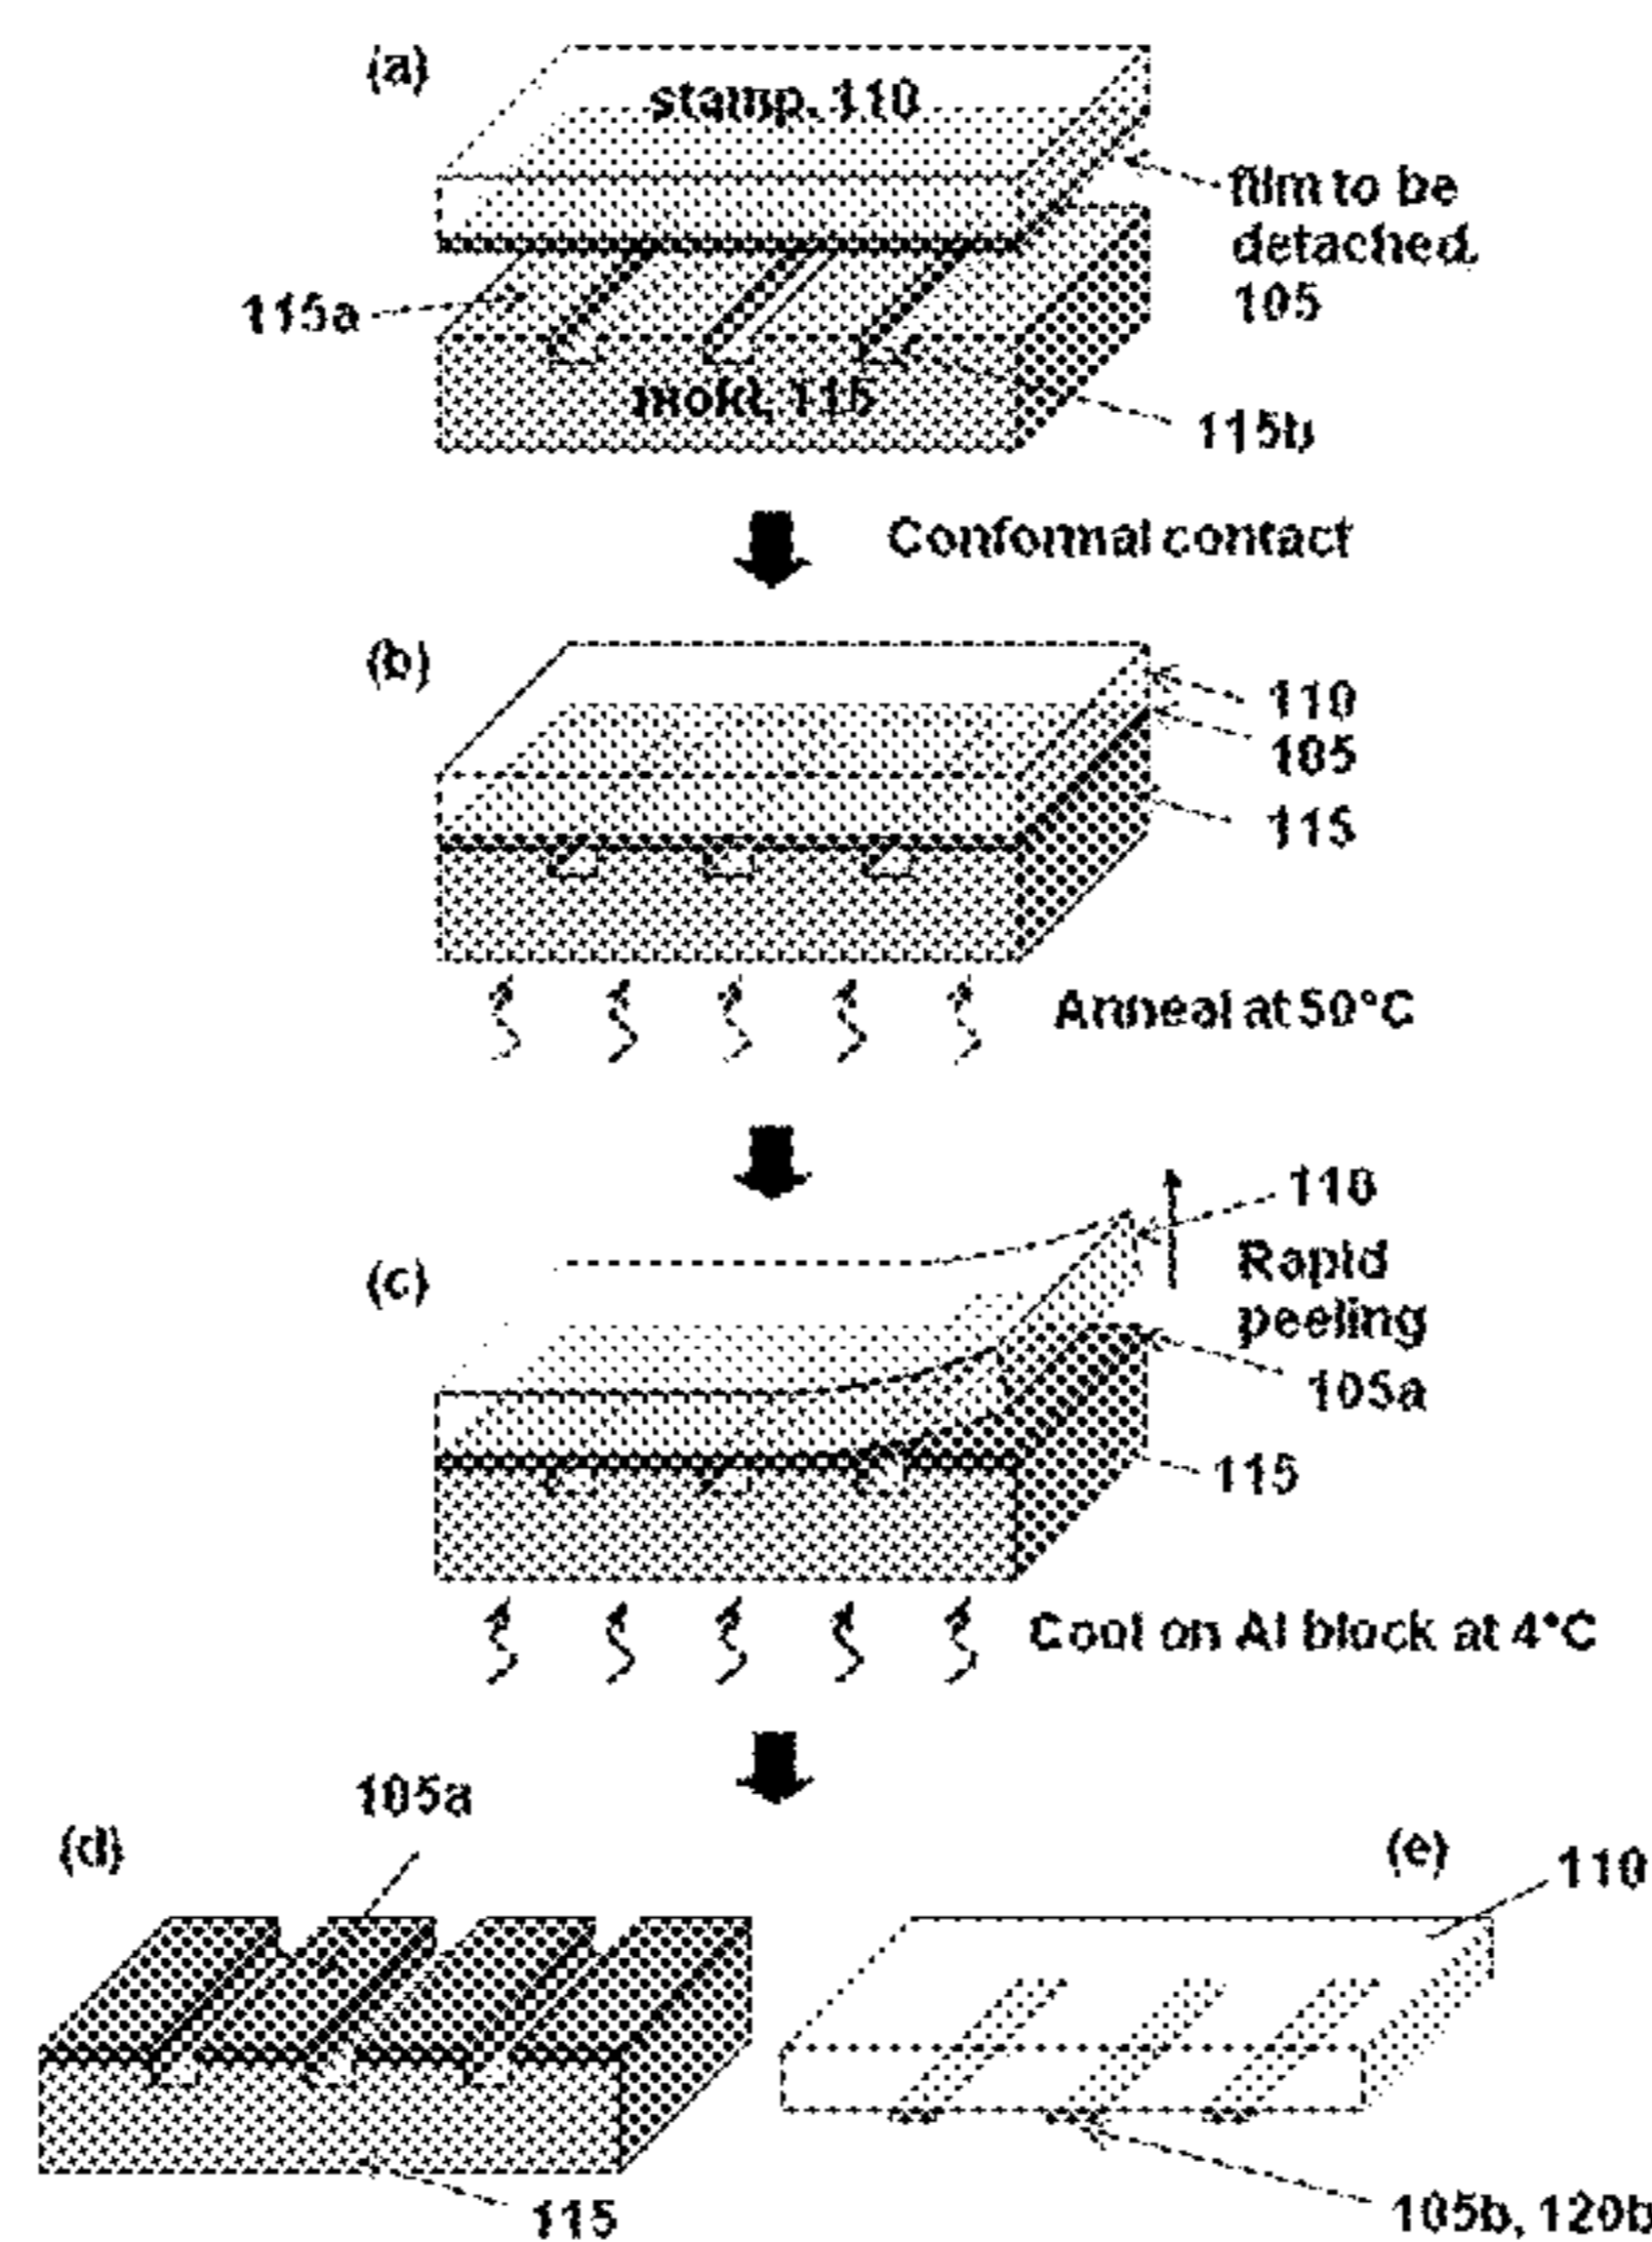 (a)
stamp, 110
film to be
detached,
105
115a
mold, 115
115b
Conformal contact
(b)
110
105
115
Anneal at 50°C
110
(c)
Rapid
peeling
105a
115
Cool on Al block at 4°C
105a
(d)
(e)
110
115
105b, 120b